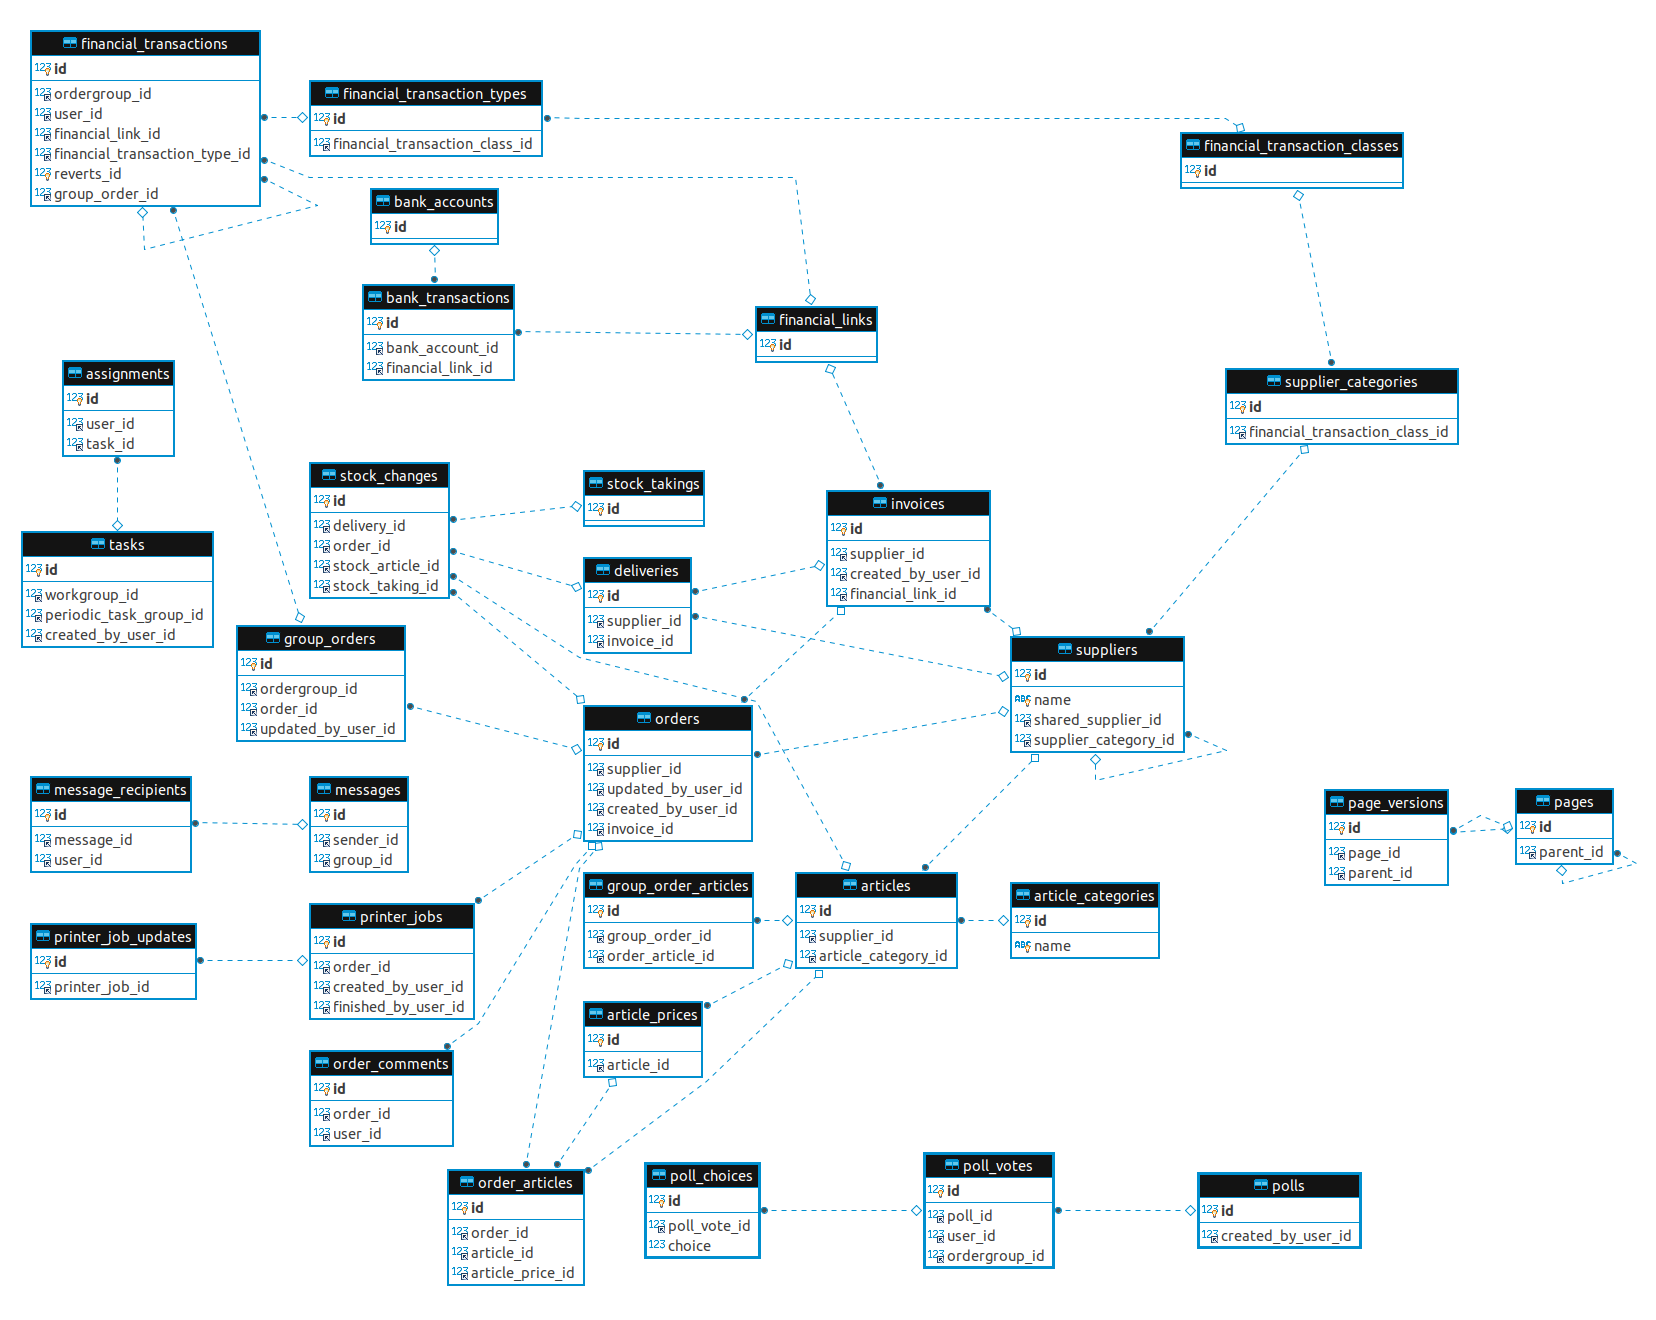 financial_transactions
123 id
123 ordergroup_id
123 user_id
123 financial_link_id
123 financial_transaction_type_id
123 reverts_id
123 group_order_id
financial_transaction_types
123 id
123 financial_transaction_class_id
financial_transaction_classes
123 id
bank_accounts
123 id
bank_transactions
123 id
123 bank_account_id
123 financial_link_id
financial_links
123 id
assignments
123 id
123 user_id
123 task_id
supplier_categories
123 id
123 financial_transaction_class_id
stock_changes
123 id
123 delivery_id
123 order_id
123 stock_article_id
123 stock_taking_id
stock_takings
123 id
invoices
123 id
123 supplier_id
123 created_by_user_id
123 financial_link_id
tasks
123 id
123 workgroup_id
123 periodic_task_group_id
123 created_by_user_id
deliveries
123 id
123 supplier_id
123 invoice_id
group_orders
123 id
123 ordergroup_id
123 order_id
123 updated_by_user_id
suppliers
123 id
ABC name
123 shared_supplier_id
123 supplier_category_id
orders
123 id
123 supplier_id
123 updated_by_user_id
123 created_by_user_id
123 invoice_id
message_recipients
123 id
123 message_id
123 user_id
messages
123 id
123 sender_id
123 group_id
page_versions
123 id
123 page_id
123 parent_id
pages
123 id
123 parent_id
group_order_articles
123 id
123 group_order_id
123 order_article_id
articles
123 id
123 supplier_id
123 article_category_id
article_categories
123 id
ABC name
printer_job_updates
123 id
123 printer_job_id
printer_jobs
123 id
123 order_id
123 created_by_user_id
123 finished_by_user_id
article_prices
123 id
123 article_id
order_comments
123 id
123 order_id
123 user_id
order_articles
123 id
123 order_id
123 article_id
123 article_price_id
poll_choices
123 id
123 poll_vote_id
123 choice
poll_votes
123 id
123 poll_id
123 user_id
123 ordergroup_id
polls
123 id
123 created_by_user_id